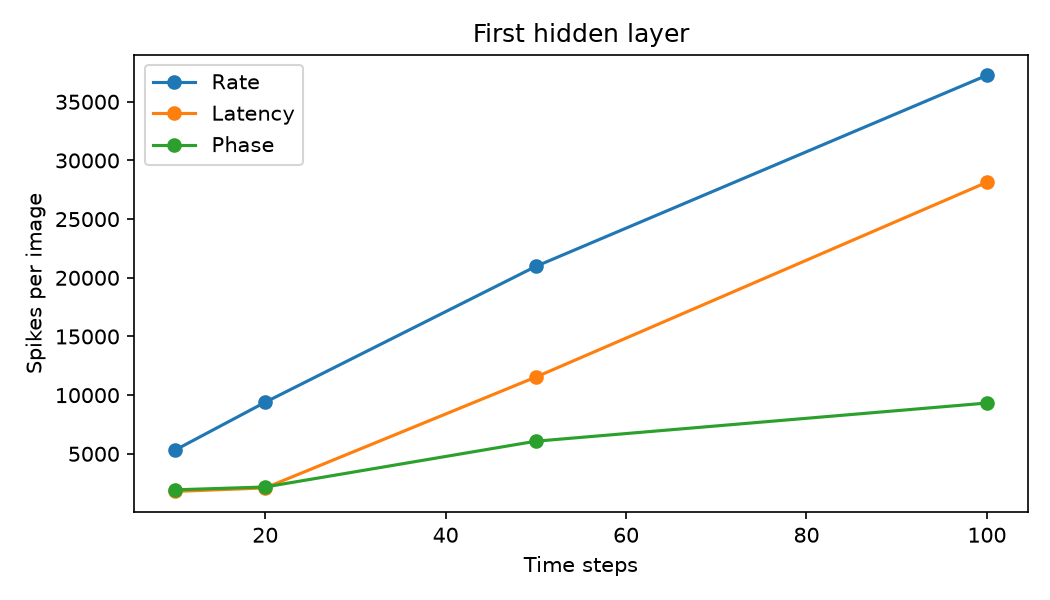 First hidden layer
Rate
Latency
Phase
35000
30000
25000
20000
15000
10000
5000
Spikes per image
20
40
60
80
100
Time steps